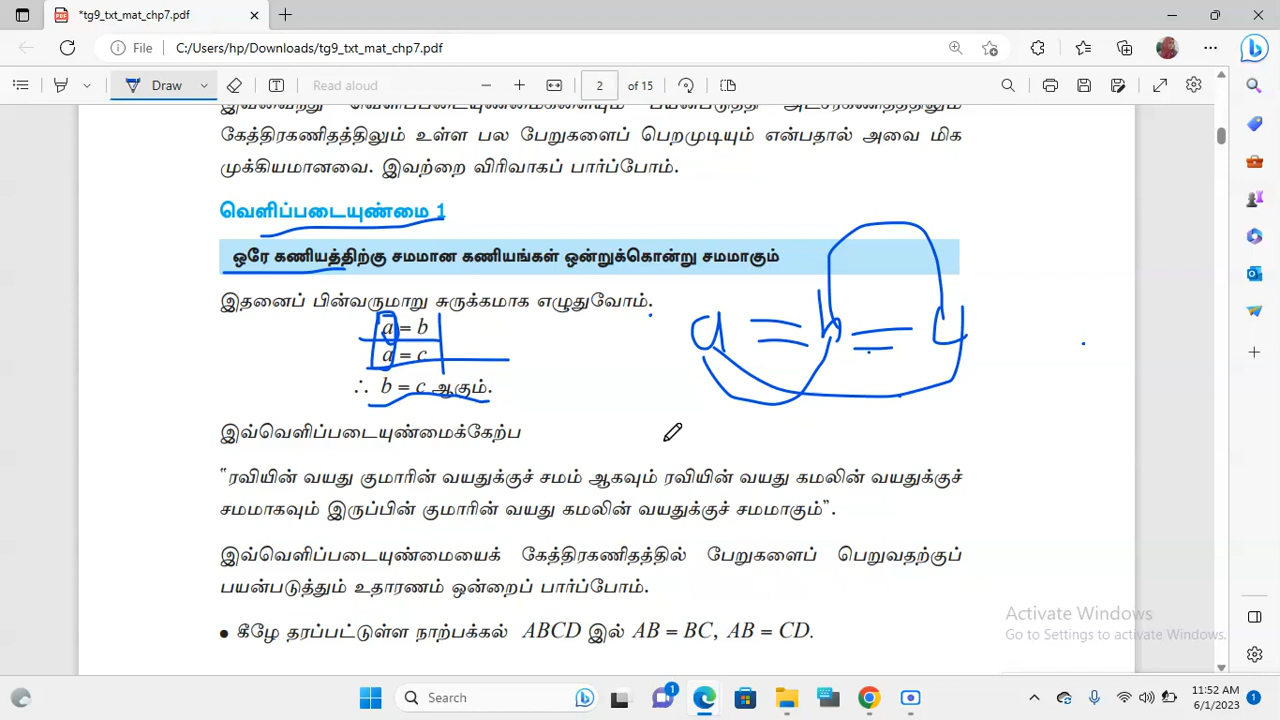 *tg9_txt_mat_chp7.pdf
File C:/Users/hp/Downloads/tg9_txt_mat_chp7.pdf
Draw Read aloud 2 of 15
கேத்திரகணிதத்திலும் உள்ள பல பேறுகளைப் பெறமுடியும் என்பதால் அவை மிக
முக்கியமானவை. இவற்றை விரிவாகப் பார்ப்போம்.
வெளிப்படையுண்மை 1
ஒரே கணியத்திற்கு சமமான கணியங்கள் ஒன்றுக்கொன்று சமமாகும்
இதனைப் பின்வருமாறு சுருக்கமாக எழுதுவோம்.
a = b
a = c
∴ b = c ஆகும்.
a = b = c
இவ்வெளிப்படையுண்மைக்கேற்ப
“ரவியின் வயது குமாரின் வயதுக்குச் சமம் ஆகவும் ரவியின் வயது கமலின் வயதுக்குச்
சமமாகவும் இருப்பின் குமாரின் வயது கமலின் வயதுக்குச் சமமாகும்”.
இவ்வெளிப்படையுண்மையைக் கேத்திரகணிதத்தில் பேறுகளைப் பெறுவதற்குப்
பயன்படுத்தும் உதாரணம் ஒன்றைப் பார்ப்போம்.
Activate Windows
Go to Settings to activate Windows.
• கீழே தரப்பட்டுள்ள நாற்பக்கல் ABCD இல் AB = BC, AB = CD.
Search
1
11:52 AM
6/1/2023